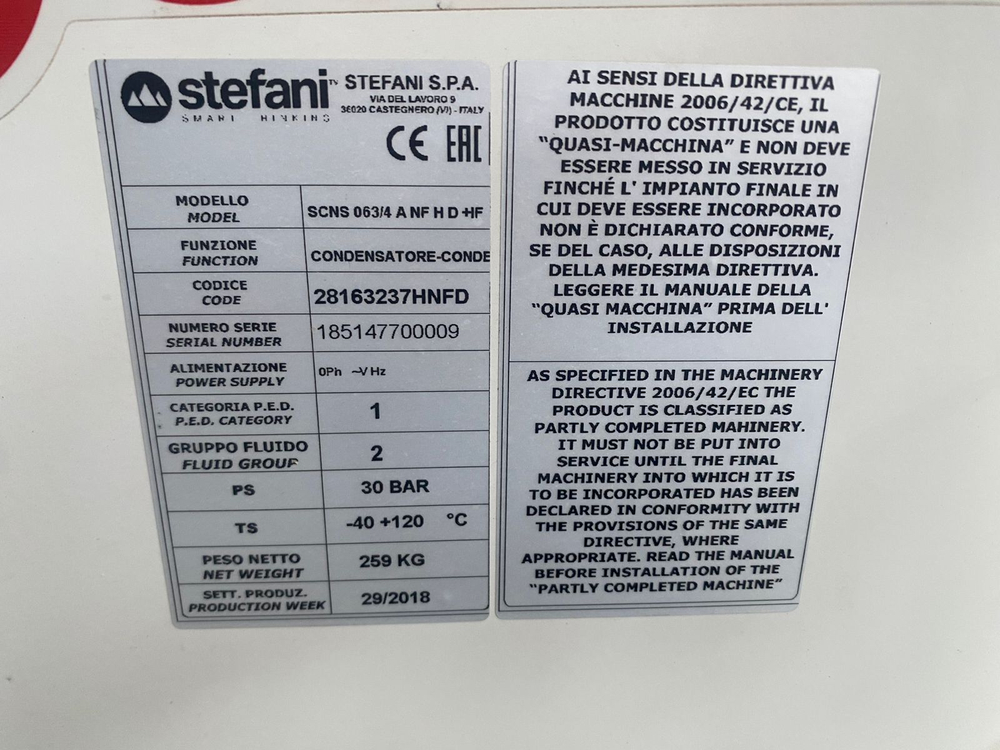 stefani™ STEFANI S.P.A.
SMART THINKING
VIA DEL LAVORO 9
36020 CASTEGNERO (VI) - ITALY
CE EAC
MODELLO
MODEL
SCNS 063/4 A NF H D +IF
FUNZIONE
FUNCTION
CONDENSATORE-CONDE
CODICE
CODE
28163237HNFD
NUMERO SERIE
SERIAL NUMBER
185147700009
ALIMENTAZIONE
POWER SUPPLY
0Ph ~V Hz
CATEGORIA P.E.D.
P.E.D. CATEGORY
1
GRUPPO FLUIDO
FLUID GROUP
2
PS
30 BAR
TS
-40 +120 °C
PESO NETTO
NET WEIGHT
259 KG
SETT. PRODUZ.
PRODUCTION WEEK
29/2018
AI SENSI DELLA DIRETTIVA
MACCHINE 2006/42/CE, IL
PRODOTTO COSTITUISCE UNA
"QUASI-MACCHINA" E NON DEVE
ESSERE MESSO IN SERVIZIO
FINCHÉ L' IMPIANTO FINALE IN
CUI DEVE ESSERE INCORPORATO
NON È DICHIARATO CONFORME,
SE DEL CASO, ALLE DISPOSIZIONI
DELLA MEDESIMA DIRETTIVA.
LEGGERE IL MANUALE DELLA
"QUASI MACCHINA" PRIMA DELL'
INSTALLAZIONE
AS SPECIFIED IN THE MACHINERY
DIRECTIVE 2006/42/EC THE
PRODUCT IS CLASSIFIED AS
PARTLY COMPLETED MAHINERY.
IT MUST NOT BE PUT INTO
SERVICE UNTIL THE FINAL
MACHINERY INTO WHICH IT IS
TO BE INCORPORATED HAS BEEN
DECLARED IN CONFORMITY WITH
THE PROVISIONS OF THE SAME
DIRECTIVE, WHERE
APPROPRIATE. READ THE MANUAL
BEFORE INSTALLATION OF THE
"PARTLY COMPLETED MACHINE"